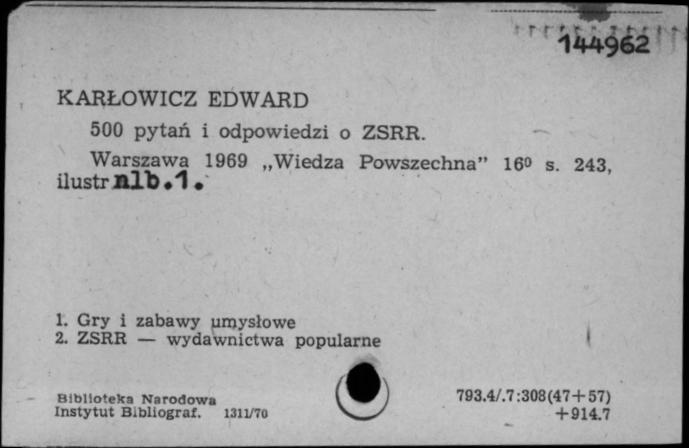 144962
KARŁOWICZ EDWARD
500 pytań i odpowiedzi o ZSRR.
Warszawa 1969 „Wiedza Powszechna” 16⁰ s. 243,
ilustr nlb.1.
1. Gry i zabawy umysłowe
2. ZSRR — wydawnictwa popularne
Biblioteka Narodowa
Instytut Bibliograf. 1311/70
793.4/.7:308(47+57)
+914.7